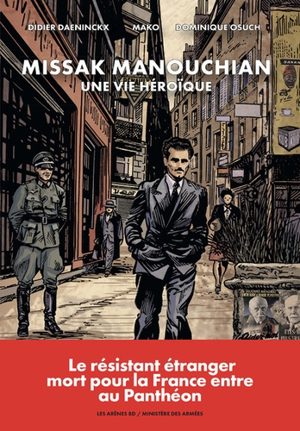 DIDIER DAENINCKX MAKO DOMINIQUE OSUCH
MISSAK MANOUCHIAN
UNE VIE HÉROÏQUE
Le résistant étranger
mort pour la France entre
au Panthéon
LES ARÈNES BD / MINISTÈRE DES ARMÉES